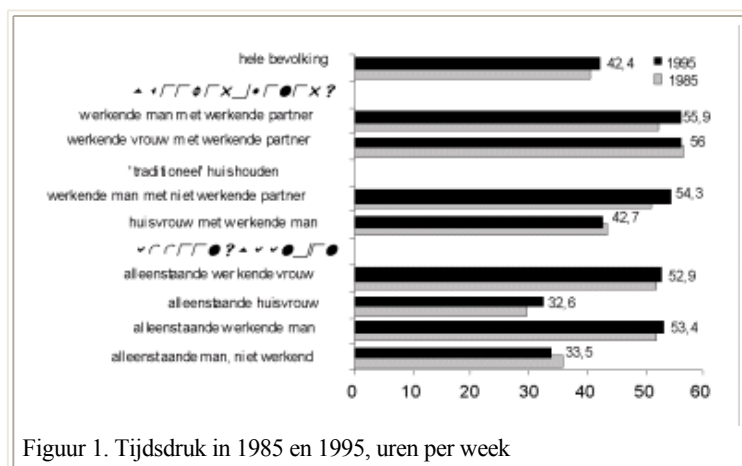 hele bevolking
42,4
1995
1985
werkende man met werkende partner
55,9
werkende vrouw met werkende partner
56
'traditioneel' huishouden
werkende man met niet werkende partner
54,3
huisvrouw met werkende man
42,7
alleenstaande werkende vrouw
52,9
alleenstaande huisvrouw
32,6
alleenstaande werkende man
53,4
alleenstaande man, niet werkend
33,5
0 10 20 30 40 50 60
Figuur 1. Tijdsdruk in 1985 en 1995, uren per week